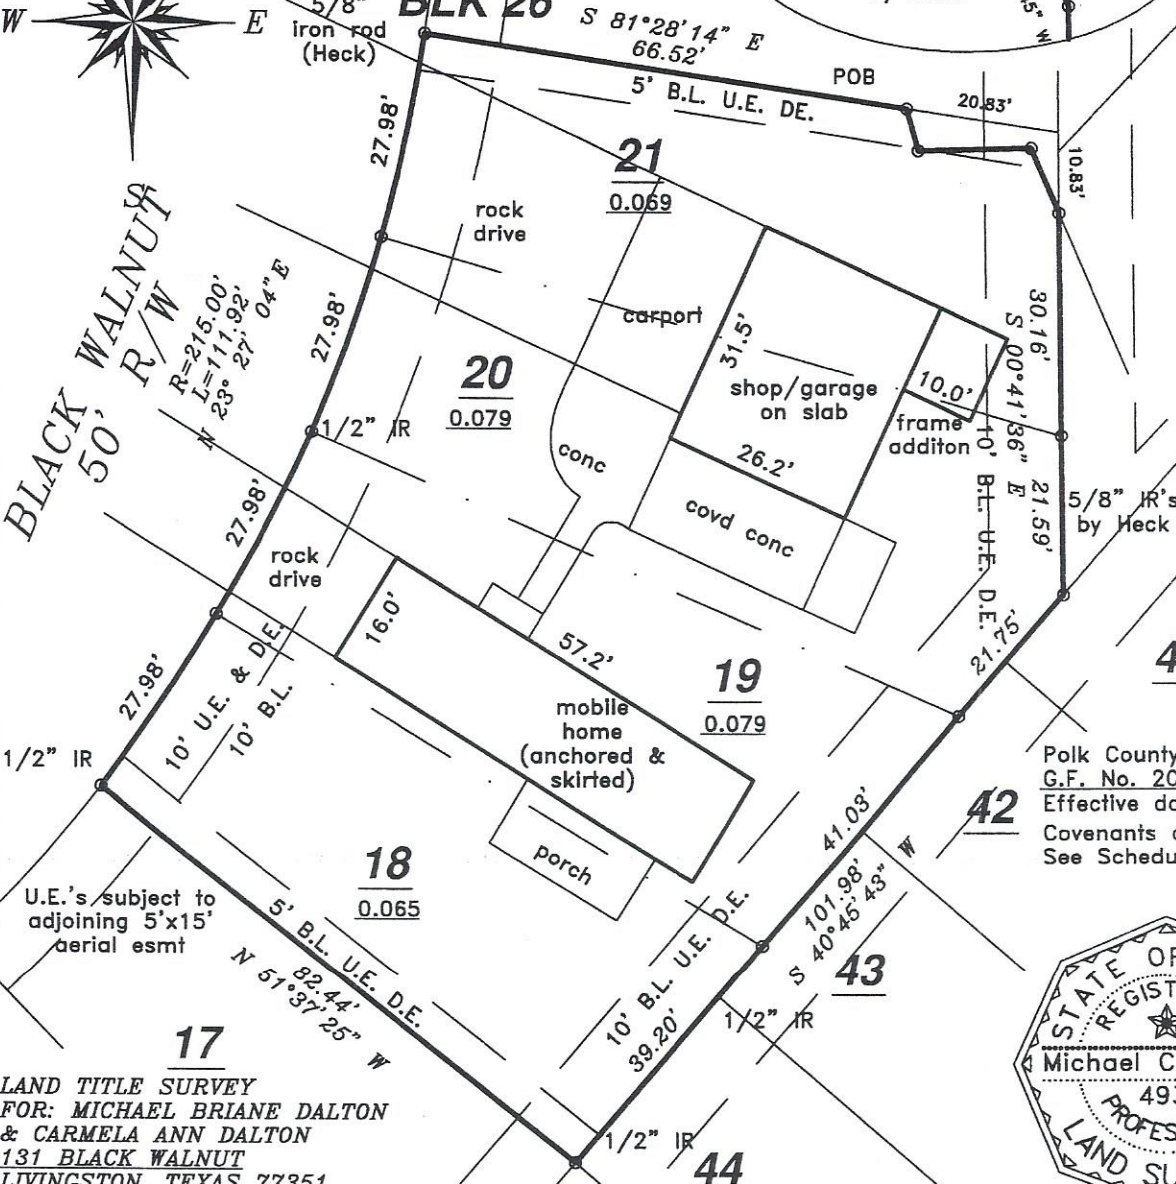 W
E
5/8"
iron rod
(Heck)
BLK 26
S 81°28'14" E
66.52'
POB
5' B.L. U.E. DE.
20.83'
10.83'
27.98'
21
0.069
rock
drive
S
BLACK WALNUT
50' R/W
R=215.00'
L=111.92'
N 23° 27' 04" E
27.98'
carport
31.5'
20
0.079
shop/garage
on slab
10.0'
frame
additon
30.16'
S 00°41'36" E
10' B.L. U.E. D.E.
21.59'
5/8" IR's
by Heck
1/2" IR
conc
26.2'
covd conc
27.98'
rock
drive
16.0'
57.2'
19
0.079
21.75'
27.98'
10' U.E. & D.E.
10' B.L.
mobile
home
(anchored &
skirted)
1/2" IR
porch
18
0.065
41.03'
42
Polk County
G.F. No. 20
Effective
Covenants
See
U.E.'s subject to
adjoining 5'x15'
aerial esmt
5' B.L. U.E. D.E.
82.44'
N 51°37'25" W
101.98'
S 40°45'43" W
43
10' B.L. U.E. D.E.
39.20'
1/2" IR
1/2" IR
17
44
LAND TITLE SURVEY
FOR: MICHAEL BRIANE DALTON
& CARMELA ANN DALTON
131 BLACK WALNUT
LIVINGSTON, TEXAS 77351
STATE OF
Michael